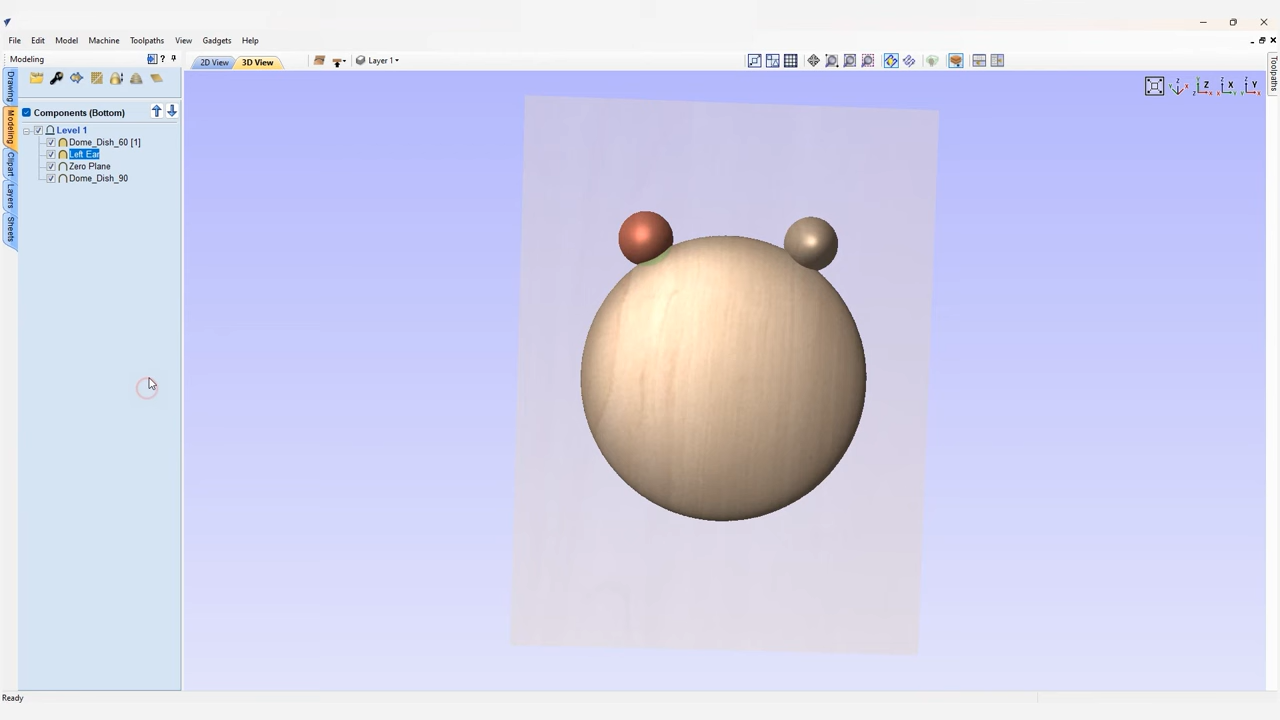 File Edit Model Machine Toolpaths View Gadgets Help
Modeling ?
2D View 3D View Layer 1
Drawing
Modeling
Clipart
Layers
Sheets
Components (Bottom)
Level 1
Dome_Dish_60 [1]
Left Ear
Zero Plane
Dome_Dish_90
Z X Y
Toolpaths
Ready